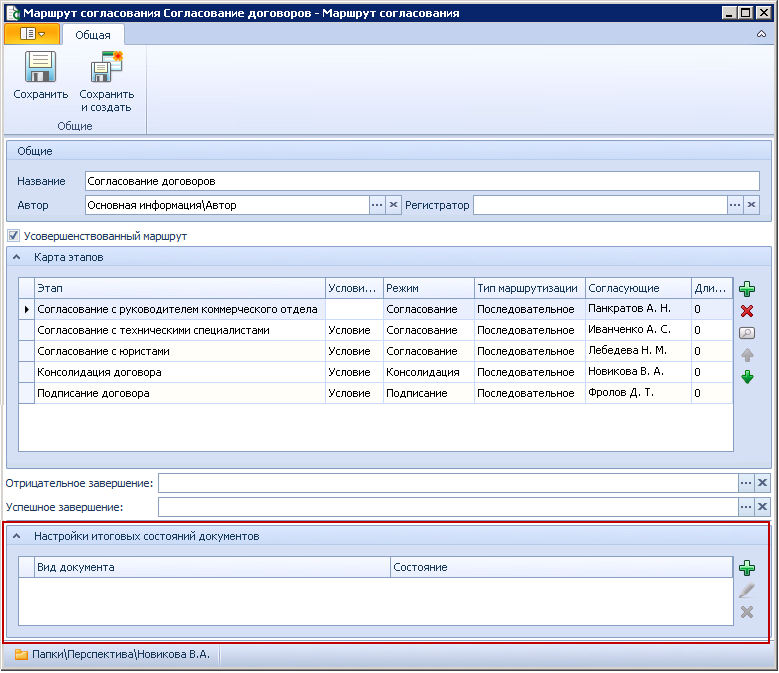 Маршрут согласования Согласование договоров - Маршрут согласования
Общая
Сохранить
Сохранить и создать
Общие
Общие
Название Согласование договоров
Автор Основная информация\Автор ... Регистратор ...
Усовершенствованный маршрут
Карта этапов
Этап Услови... Режим Тип маршрутизации Согласующие Дли...
Согласование с руководителем коммерческого отдела Согласование Последовательное Панкратов А. Н. 0
Согласование с техническими специалистами Условие Согласование Последовательное Иванченко А. С. 0
Согласование с юристами Условие Согласование Последовательное Лебедева Н. М. 0
Консолидация договора Условие Консолидация Последовательное Новикова В. А. 0
Подписание договора Условие Подписание Последовательное Фролов Д. Т. 0
Отрицательное завершение: ...
Успешное завершение: ...
Настройки итоговых состояний документов
Вид документа Состояние
Папки\Перспектива\Новикова В.А.